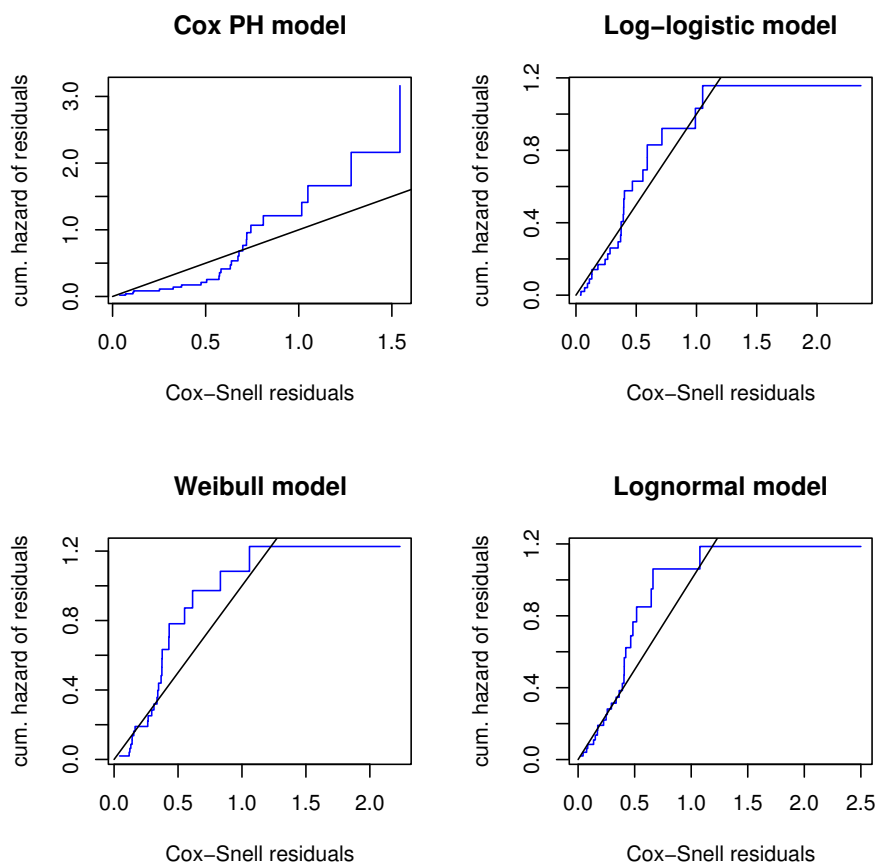 Cox PH model
cum. hazard of residuals
0.0 1.0 2.0 3.0
0.0 0.5 1.0 1.5
Cox−Snell residuals
Log−logistic model
cum. hazard of residuals
0.0 0.4 0.8 1.2
0.0 0.5 1.0 1.5 2.0
Cox−Snell residuals
Weibull model
cum. hazard of residuals
0.0 0.4 0.8 1.2
0.0 0.5 1.0 1.5 2.0
Cox−Snell residuals
Lognormal model
cum. hazard of residuals
0.0 0.4 0.8 1.2
0.0 0.5 1.0 1.5 2.0 2.5
Cox−Snell residuals